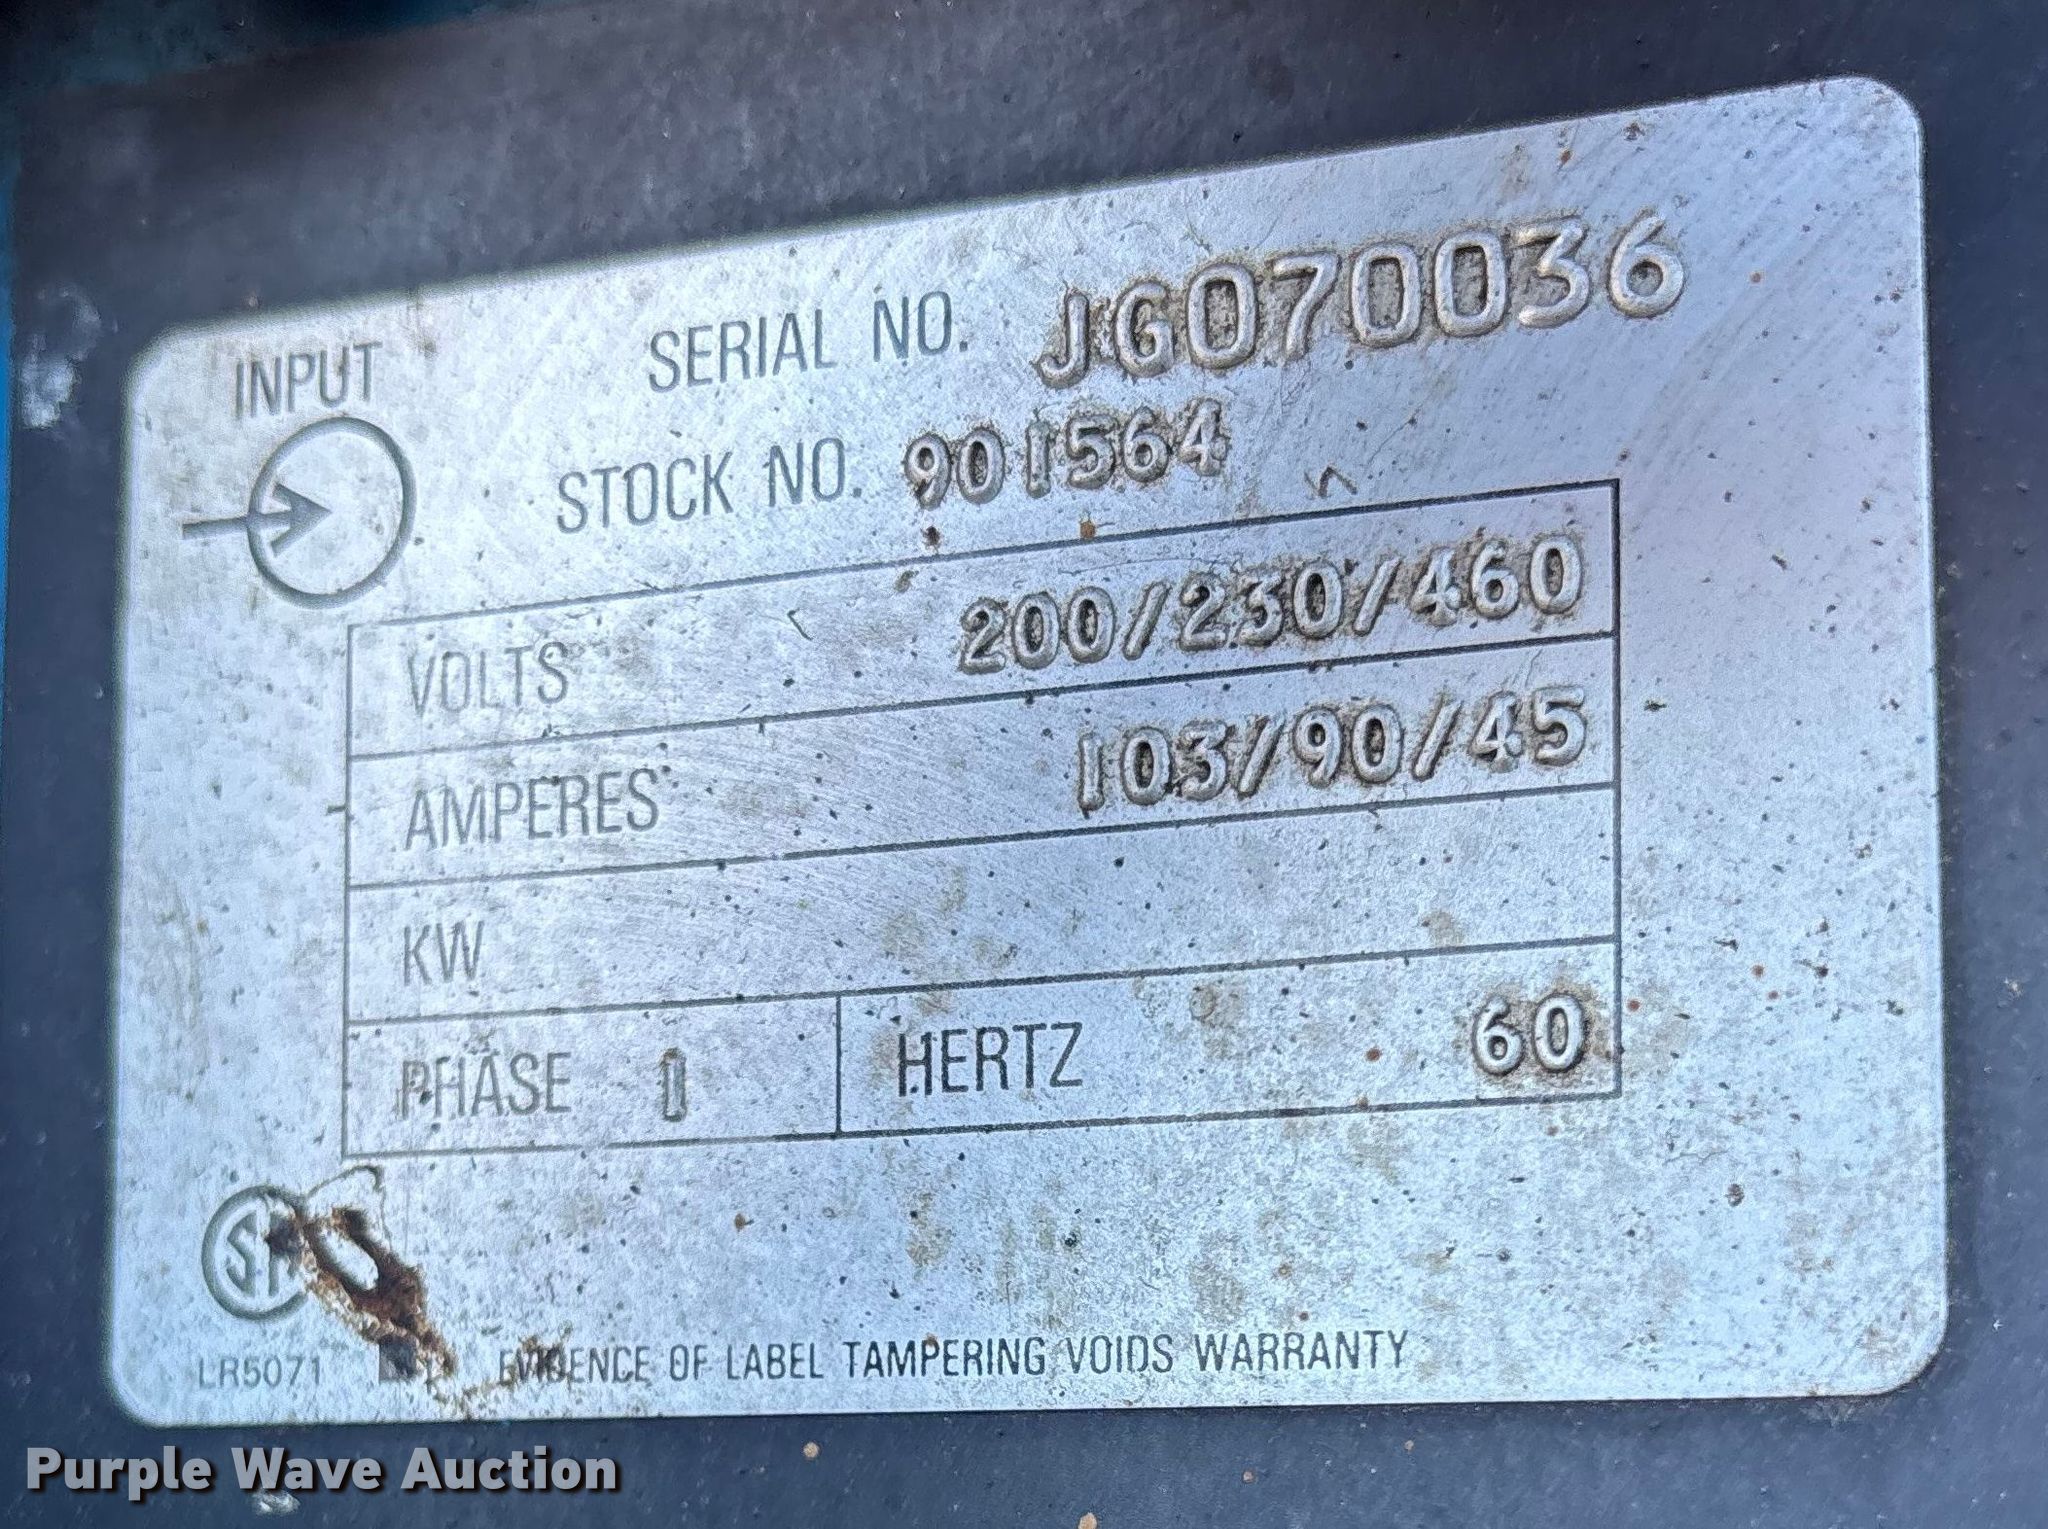 INPUT
SERIAL NO. JG070036
STOCK NO. 901564
VOLTS 200/230/460
AMPERES 103/90/45
KW
PHASE 1 HERTZ 60
SA
LR5071 EVIDENCE OF LABEL TAMPERING VOIDS WARRANTY
Purple Wave Auction